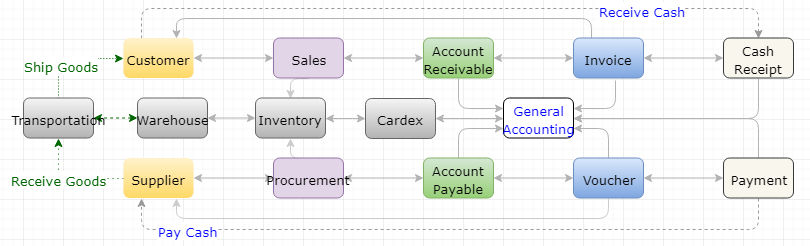 Receive Cash
Customer
Sales
Account
Receivable
Invoice
Cash
Receipt
Ship Goods
Transportation
Warehouse
Inventory
Cardex
General
Accounting
Receive Goods
Supplier
Procurement
Account
Payable
Voucher
Payment
Pay Cash